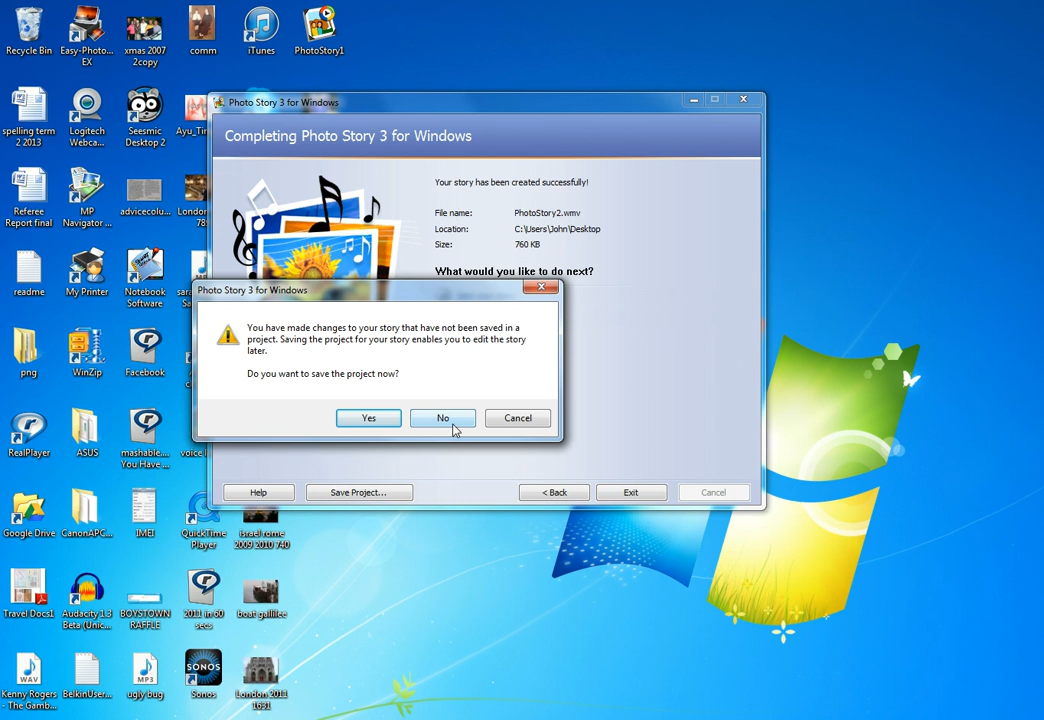 Recycle Bin
Easy-Photo...
EX
xmas 2007
2copy
comm
iTunes
PhotoStory1
spelling term
2 2013
Logitech
Webca...
Seesmic
Desktop 2
Referee
Report final
MP
Navigator ...
advicecolu...
readme
My Printer
Notebook
Software
png
WinZip
Facebook
RealPlayer
ASUS
mashable....
You Have ...
Google Drive
CanonAPC...
IMEI
QuickTime
Player
israel rome
2009 2010 740
Travel Docs1
Audacity 1.3
Beta (Unic...
BOYSTOWN
RAFFLE
2011 in 60
secs
boat gallilee
WAV
Kenny Rogers
- The Gamb...
BelkinUser...
MP3
ugly bug
SONOS
Sonos
London 2011
1631
Photo Story 3 for Windows
Completing Photo Story 3 for Windows
Your story has been created successfully!
File name: PhotoStory2.wmv
Location: C:\Users\John\Desktop
Size: 760 KB
What would you like to do next?
Photo Story 3 for Windows
You have made changes to your story that have not been saved in a
project. Saving the project for your story enables you to edit the story
later.
Do you want to save the project now?
Yes No Cancel
Help Save Project... < Back Exit Cancel